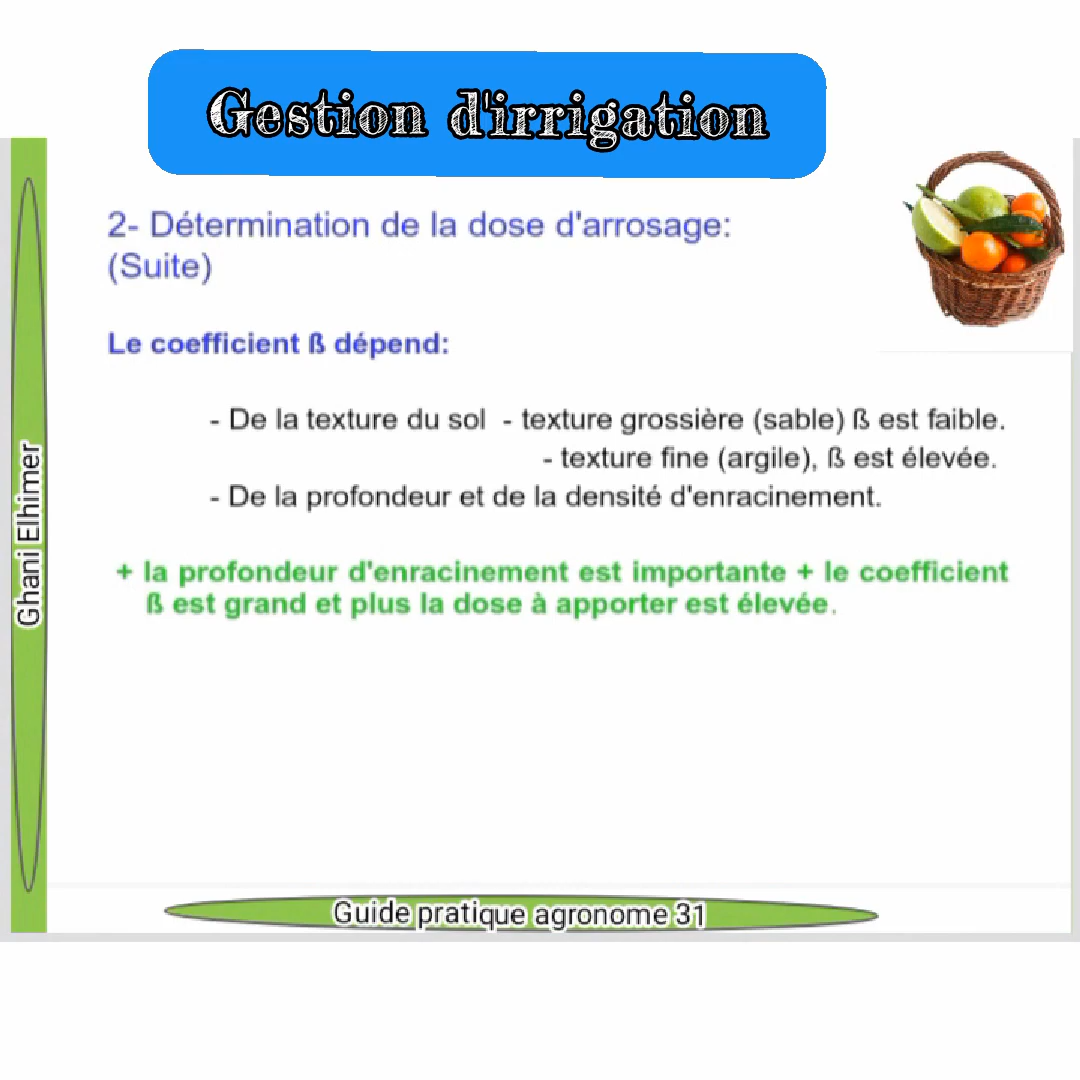 Gestion d'irrigation
2- Détermination de la dose d'arrosage:
(Suite)
Le coefficient ß dépend:
- De la texture du sol - texture grossière (sable) ß est faible.
- texture fine (argile), ß est élevée.
- De la profondeur et de la densité d'enracinement.
+ la profondeur d'enracinement est importante + le coefficient
ß est grand et plus la dose à apporter est élevée.
Ghani Elhimer
Guide pratique agronome 31